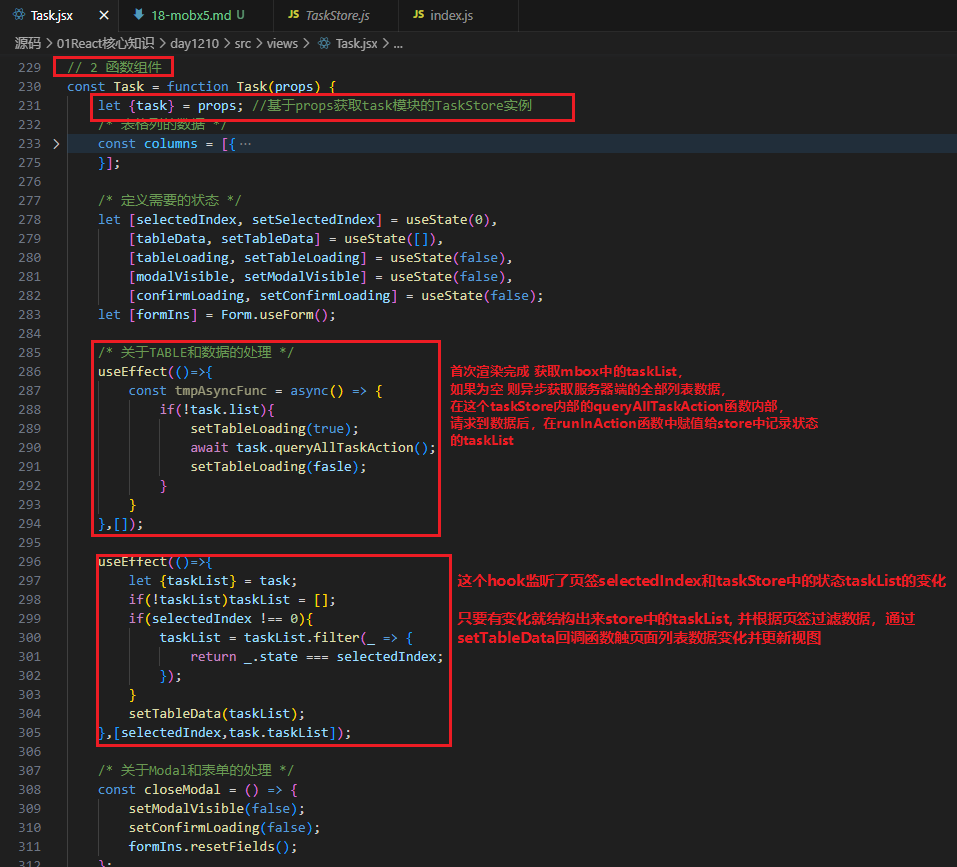 Task.jsx
18-mobx5.md U
TaskStore.js
index.js
源码 > 01React核心知识 > day1210 > src > views > Task.jsx > ...
229 // 2 函数组件
230 const Task = function Task(props) {
231 let {task} = props; //基于props获取task模块的TaskStore实例
232 /* 表格列的数据 */
233 const columns = [{ ···
275 }];
276
277 /* 定义需要的状态 */
278 let [selectedIndex, setSelectedIndex] = useState(0),
279 [tableData, setTableData] = useState([]),
280 [tableLoading, setTableLoading] = useState(false),
281 [modalVisible, setModalVisible] = useState(false),
282 [confirmLoading, setConfirmLoading] = useState(false);
283 let [formIns] = Form.useForm();
284
285 /* 关于TABLE和数据的处理 */
286 useEffect(()=>{
287 const tmpAsyncFunc = async() => {
288 if(!task.list){
289 setTableLoading(true);
290 await task.queryAllTaskAction();
291 setTableLoading(fasle);
292 }
293 }
294 },[]);
首次渲染完成 获取mbox中的taskList，
如果为空 则异步获取服务器端的全部列表数据，
在这个taskStore内部的queryAllTaskAction函数内部，
请求到数据后，在runInAction函数中赋值给store中记录状态
的taskList
295
296 useEffect(()=>{
297 let {taskList} = task;
298 if(!taskList)taskList = [];
299 if(selectedIndex !== 0){
300 taskList = taskList.filter(_ => {
301 return _.state === selectedIndex;
302 });
303 }
304 setTableData(taskList);
305 },[selectedIndex,task.taskList]);
这个hook监听了页签selectedIndex和taskStore中的状态taskList的变化
只要有变化就结构出来store中的taskList, 并根据页签过滤数据，通过
setTableData回调函数触页面列表数据变化并更新视图
306
307 /* 关于Modal和表单的处理 */
308 const closeModal = () => {
309 setModalVisible(false);
310 setConfirmLoading(false);
311 formIns.resetFields();
312 };